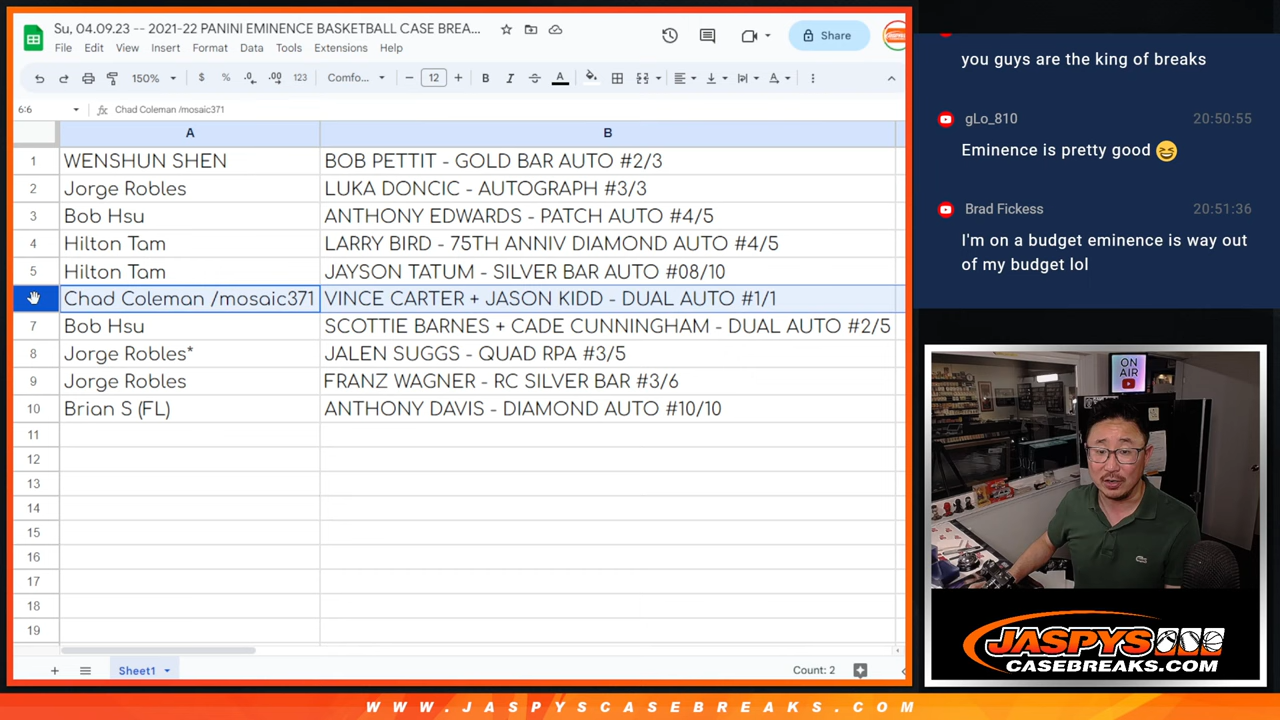 Su, 04.09.23 -- 2021-22 PANINI EMINENCE BASKETBALL CASE BREA...
File Edit View Insert Format Data Tools Extensions Help
Share
150% $ % .0 .00 123 Comfo... 12 B I A
6:6 fx Chad Coleman /mosaic371
A B
1 WENSHUN SHEN BOB PETTIT - GOLD BAR AUTO #2/3
2 Jorge Robles LUKA DONCIC - AUTOGRAPH #3/3
3 Bob Hsu ANTHONY EDWARDS - PATCH AUTO #4/5
4 Hilton Tam LARRY BIRD - 75TH ANNIV DIAMOND AUTO #4/5
5 Hilton Tam JAYSON TATUM - SILVER BAR AUTO #08/10
Chad Coleman /mosaic371 VINCE CARTER + JASON KIDD - DUAL AUTO #1/1
7 Bob Hsu SCOTTIE BARNES + CADE CUNNINGHAM - DUAL AUTO #2/5
8 Jorge Robles* JALEN SUGGS - QUAD RPA #3/5
9 Jorge Robles FRANZ WAGNER - RC SILVER BAR #3/6
10 Brian S (FL) ANTHONY DAVIS - DIAMOND AUTO #10/10
11
12
13
14
15
16
17
18
19
Sheet1
Count: 2
you guys are the king of breaks
gLo_810 20:50:55
Eminence is pretty good 😆
Brad Fickess 20:51:36
I'm on a budget eminence is way out
of my budget lol
ON
AIR
JASPYS
CASEBREAKS.COM
WWW.JASPYSCASEBREAKS.COM